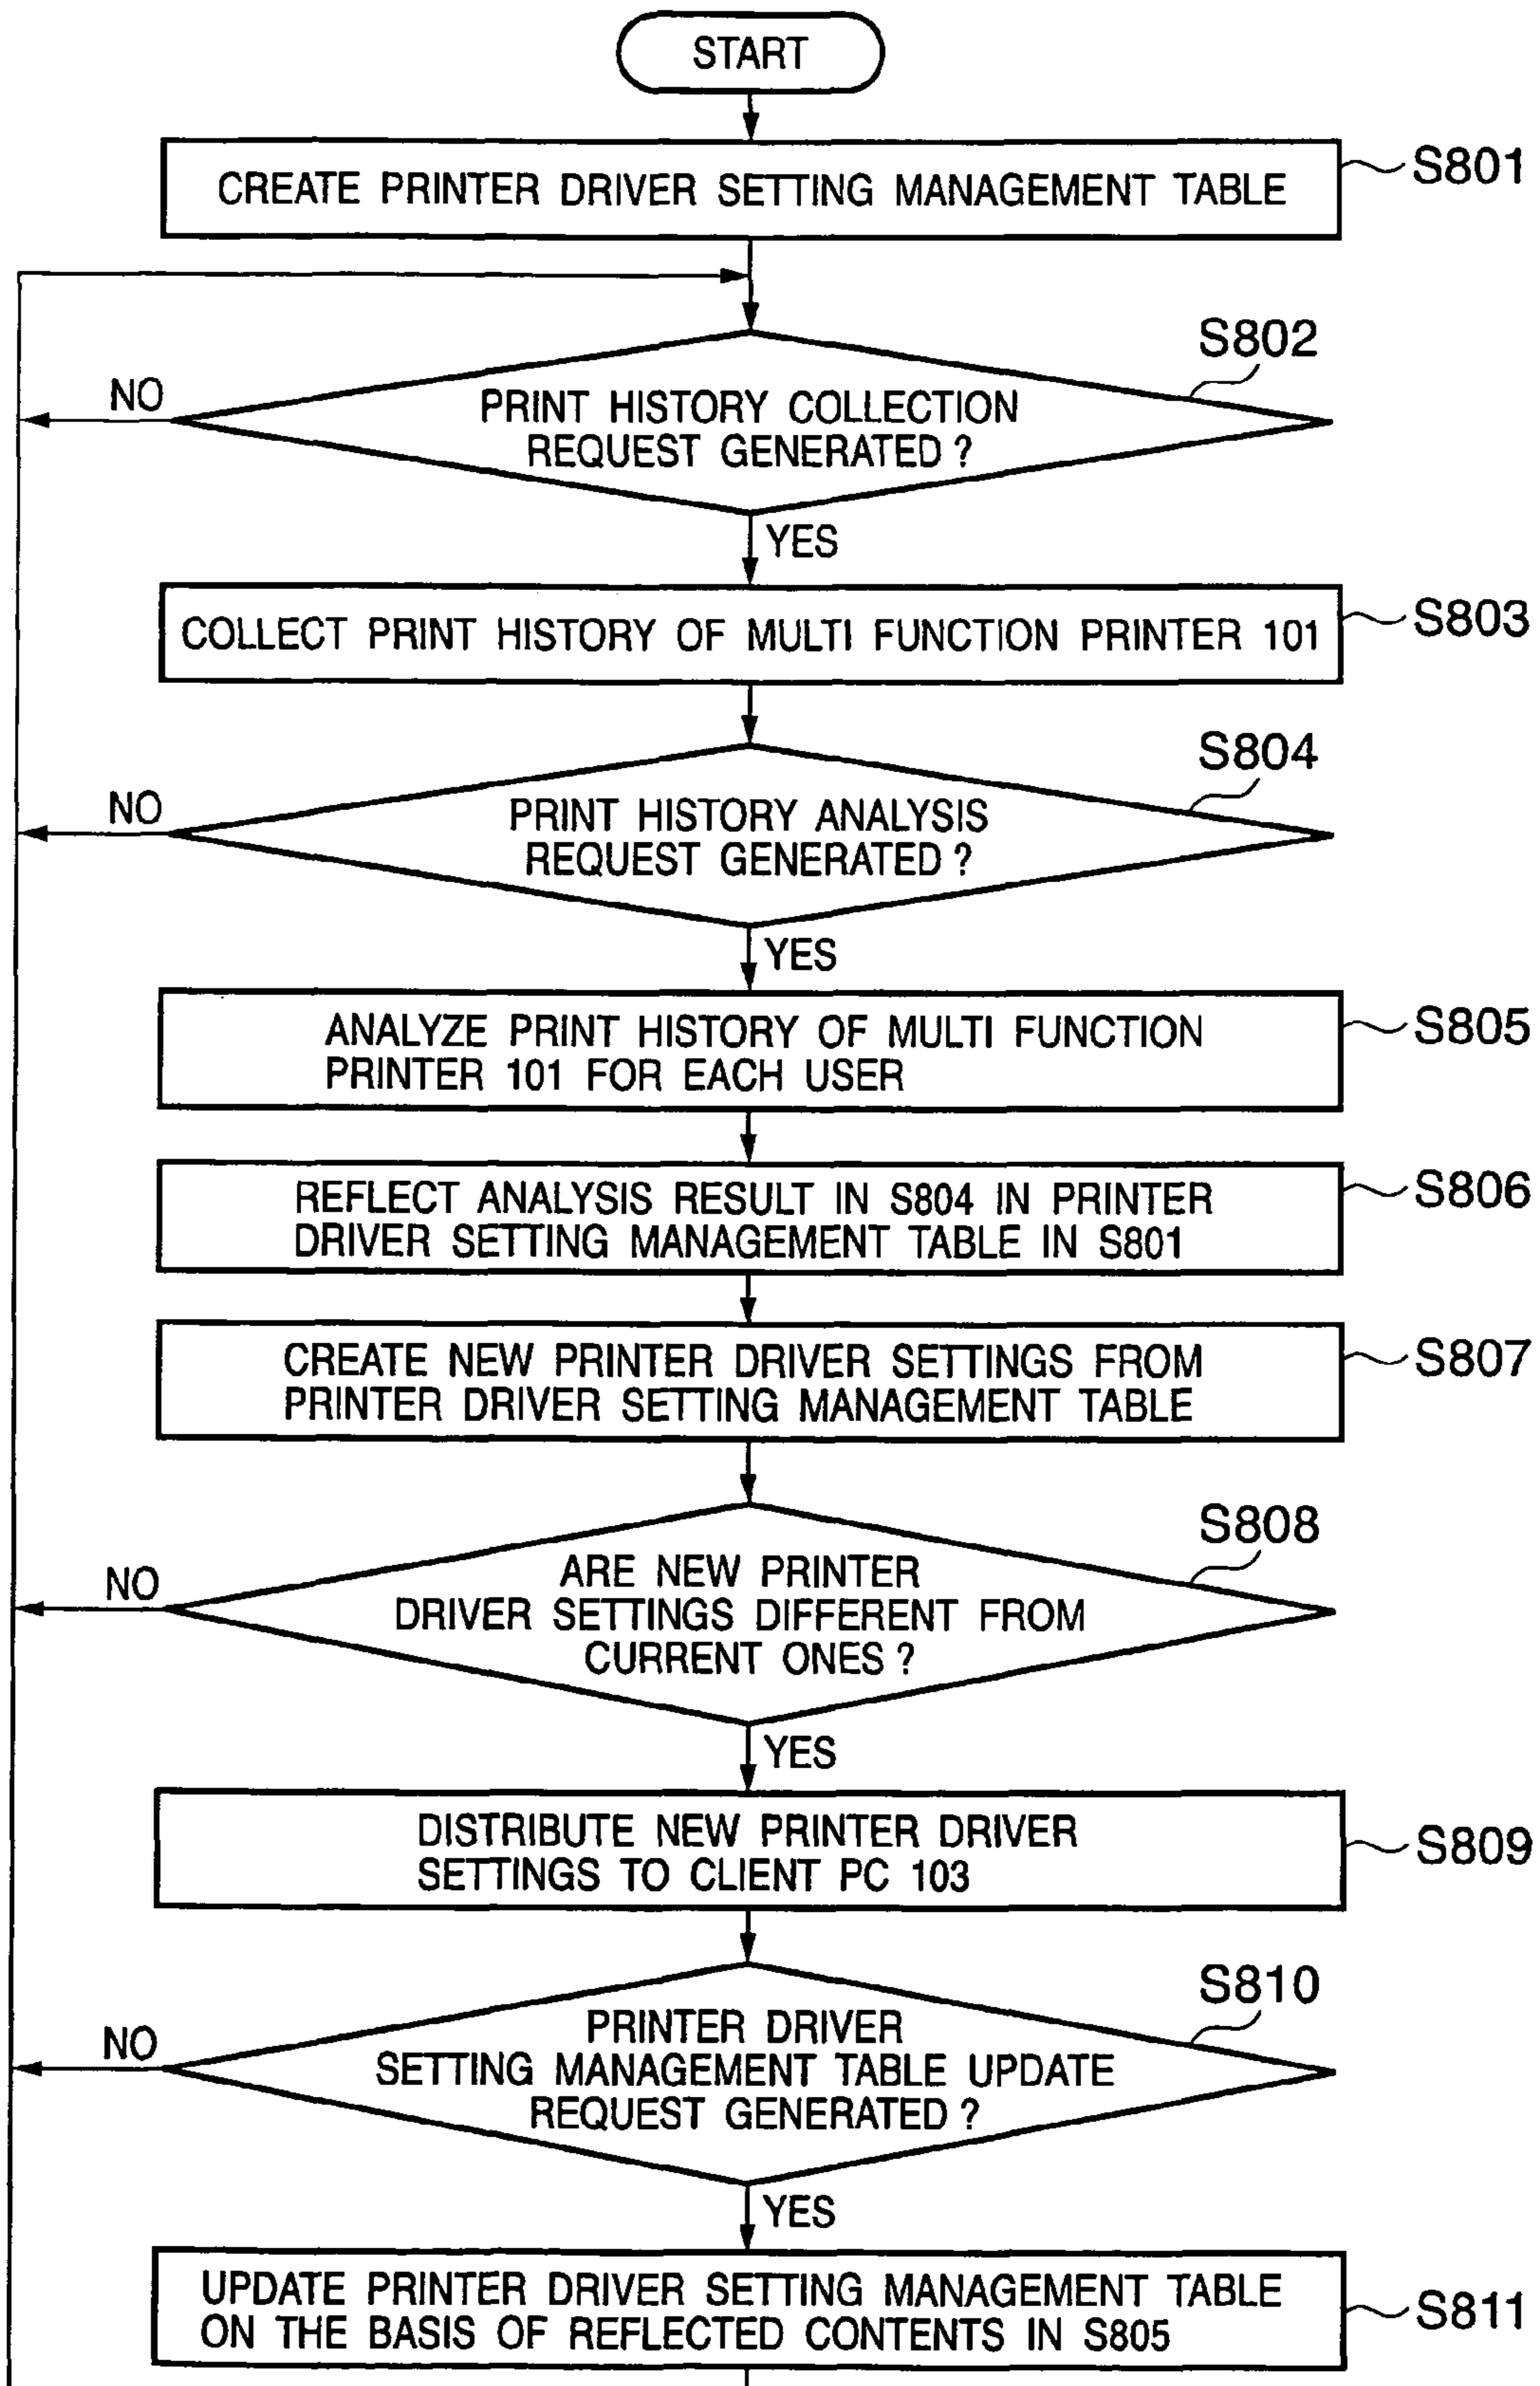 START
CREATE PRINTER DRIVER SETTING MANAGEMENT TABLE
S801
S802
NO
PRINT HISTORY COLLECTION
REQUEST GENERATED ?
YES
COLLECT PRINT HISTORY OF MULTI FUNCTION PRINTER 101
S803
S804
NO
PRINT HISTORY ANALYSIS
REQUEST GENERATED ?
YES
ANALYZE PRINT HISTORY OF MULTI FUNCTION
PRINTER 101 FOR EACH USER
S805
REFLECT ANALYSIS RESULT IN S804 IN PRINTER
DRIVER SETTING MANAGEMENT TABLE IN S801
S806
CREATE NEW PRINTER DRIVER SETTINGS FROM
PRINTER DRIVER SETTING MANAGEMENT TABLE
S807
S808
NO
ARE NEW PRINTER
DRIVER SETTINGS DIFFERENT FROM
CURRENT ONES ?
YES
DISTRIBUTE NEW PRINTER DRIVER
SETTINGS TO CLIENT PC 103
S809
S810
NO
PRINTER DRIVER
SETTING MANAGEMENT TABLE UPDATE
REQUEST GENERATED ?
YES
UPDATE PRINTER DRIVER SETTING MANAGEMENT TABLE
ON THE BASIS OF REFLECTED CONTENTS IN S805
S811